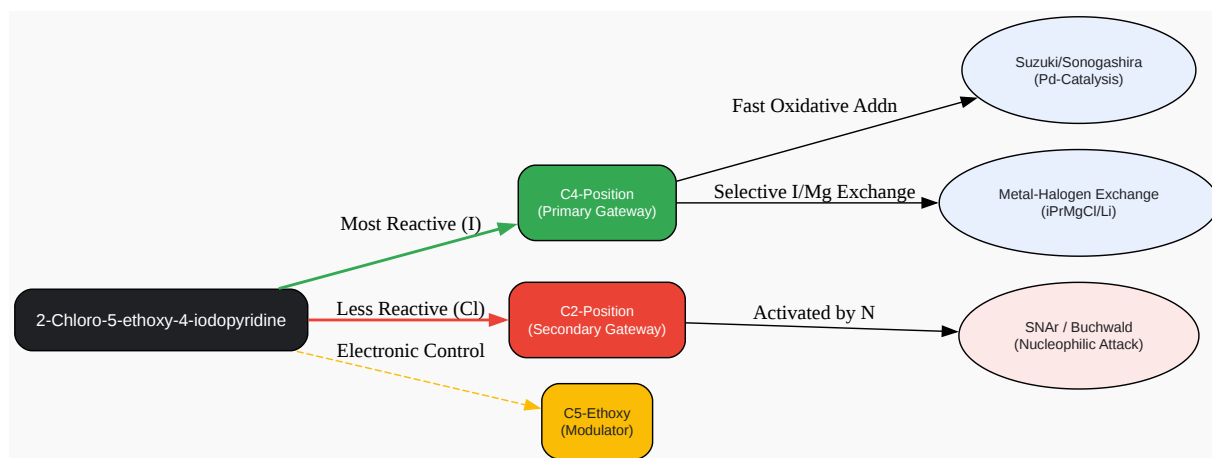 Suzuki/Sonogashira
(Pd-Catalysis)
Fast Oxidative Addn
C4-Position
(Primary Gateway)
Selective I/Mg Exchange
Metal-Halogen Exchange
(iPrMgCl/Li)
Most Reactive (I)
2-Chloro-5-ethoxy-4-iodopyridine
Less Reactive (Cl)
C2-Position
(Secondary Gateway)
Activated by N
SNAr / Buchwald
(Nucleophilic Attack)
Electronic Control
C5-Ethoxy
(Modulator)